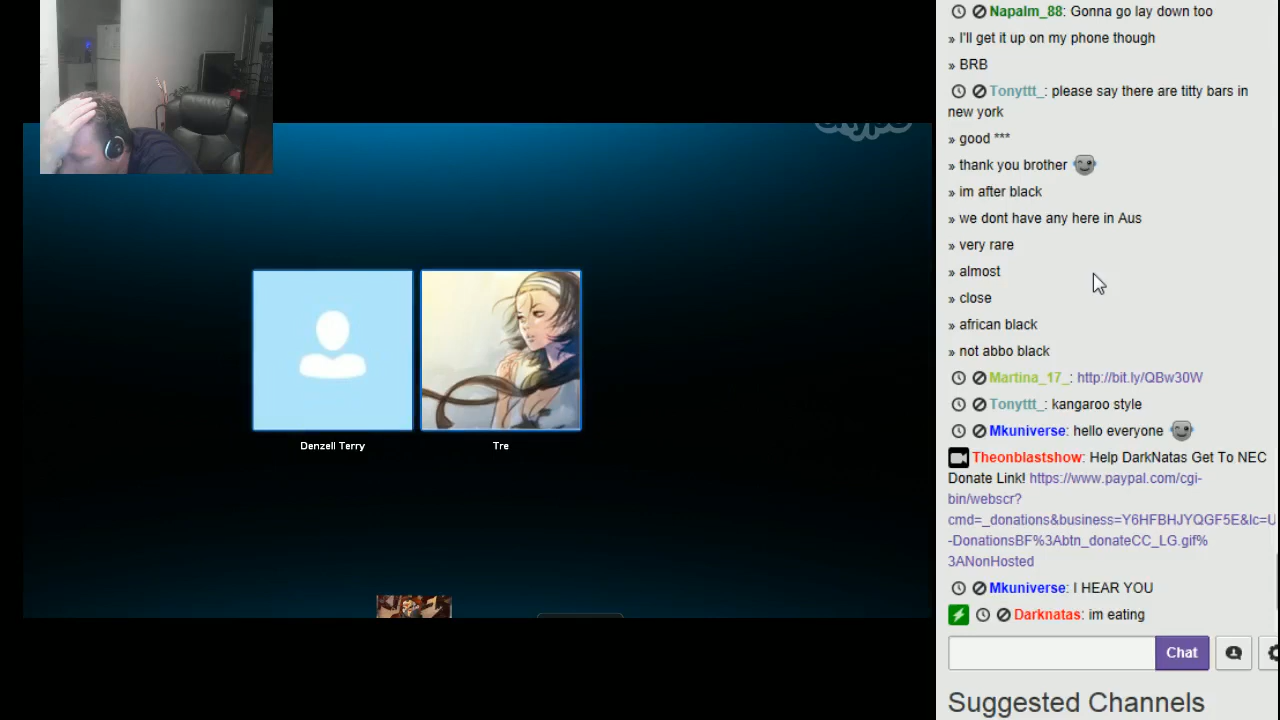 Napalm_88: Gonna go lay down too
» I'll get it up on my phone though
» BRB
Tonyttt_: please say there are titty bars in
new york
» good ***
» thank you brother
» im after black
» we dont have any here in Aus
» very rare
» almost
» close
» african black
» not abbo black
Martina_17_: http://bit.ly/QBw30W
Tonyttt_: kangaroo style
Mkuniverse: hello everyone
Theonblastshow: Help DarkNatas Get To NEC
Donate Link! https://www.paypal.com/cgi-
bin/webscr?
cmd=_donations&business=Y6HFBHJYQGF5E&lc=U
-DonationsBF%3Abtn_donateCC_LG.gif%
3ANonHosted
Mkuniverse: I HEAR YOU
Darknatas: im eating
Chat
Suggested Channels
Denzell Terry
Tre